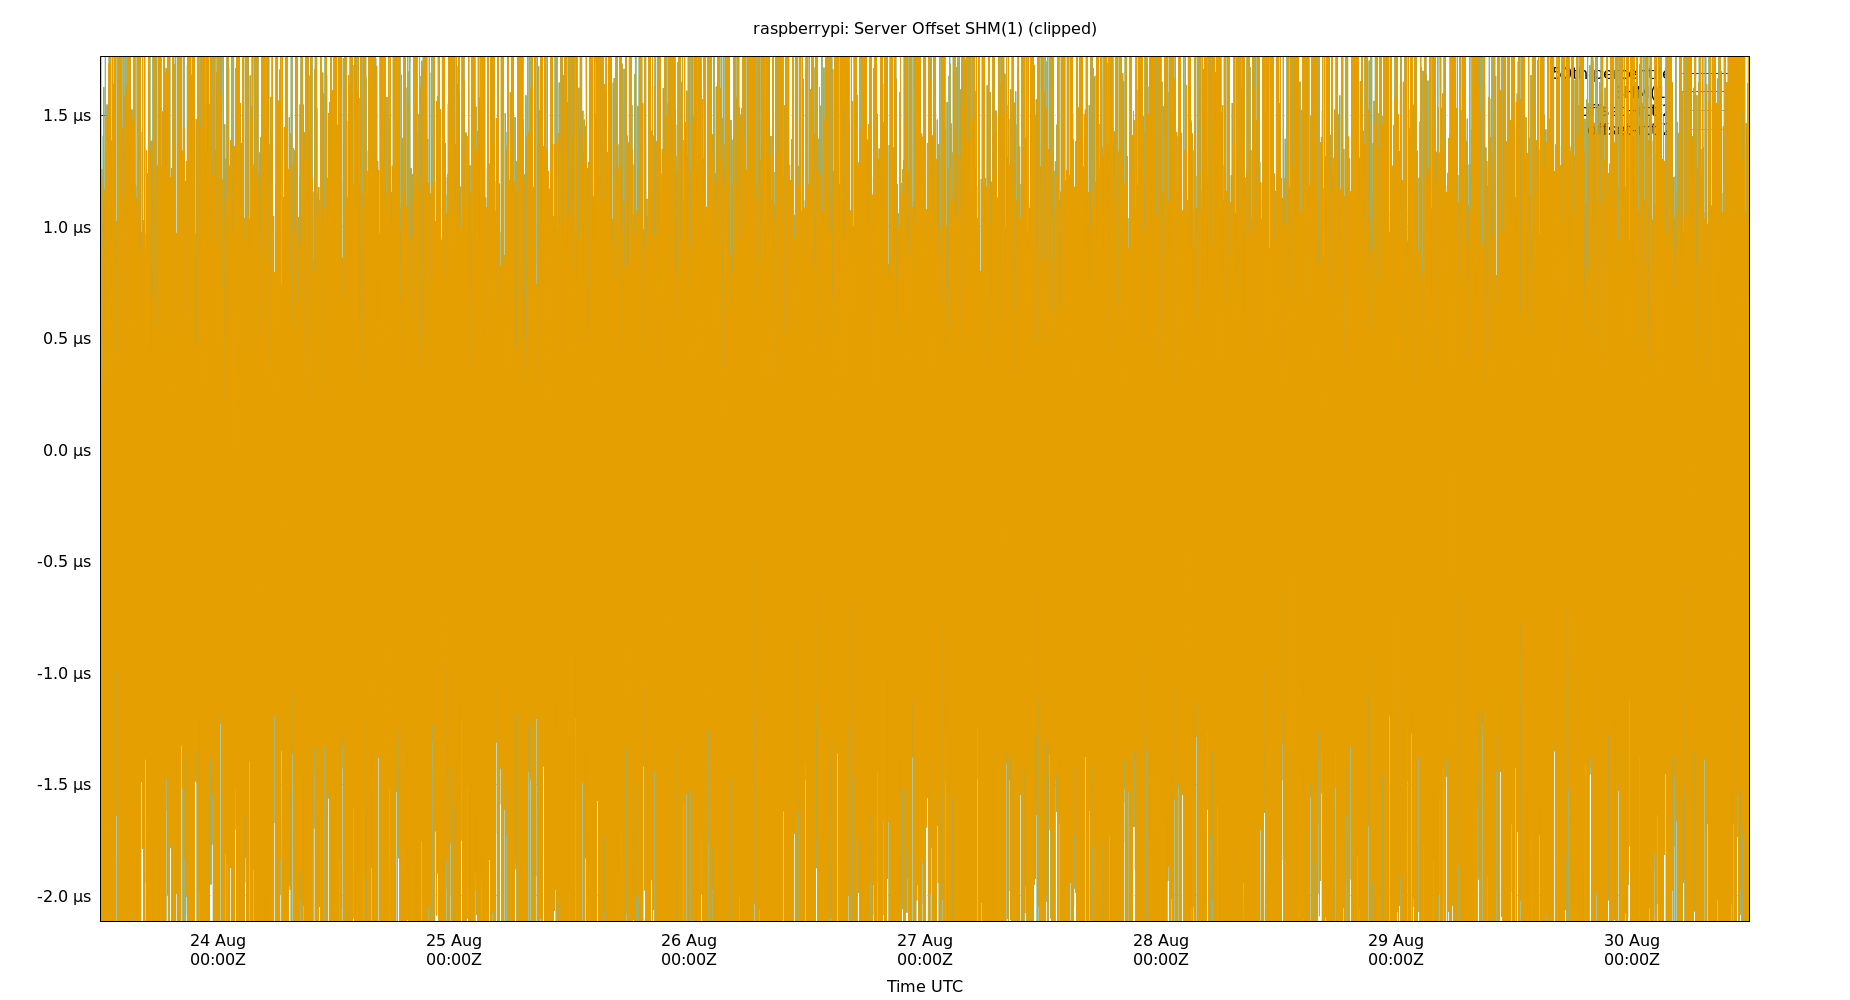 raspberrypi: Server Offset SHM(1) (clipped)
1.5 µs
1.0 µs
0.5 µs
0.0 µs
-0.5 µs
-1.0 µs
-1.5 µs
-2.0 µs
24 Aug 25 Aug 26 Aug 27 Aug 28 Aug 29 Aug 30 Aug
00:00Z 00:00Z 00:00Z 00:00Z 00:00Z 00:00Z 00:00Z
Time UTC